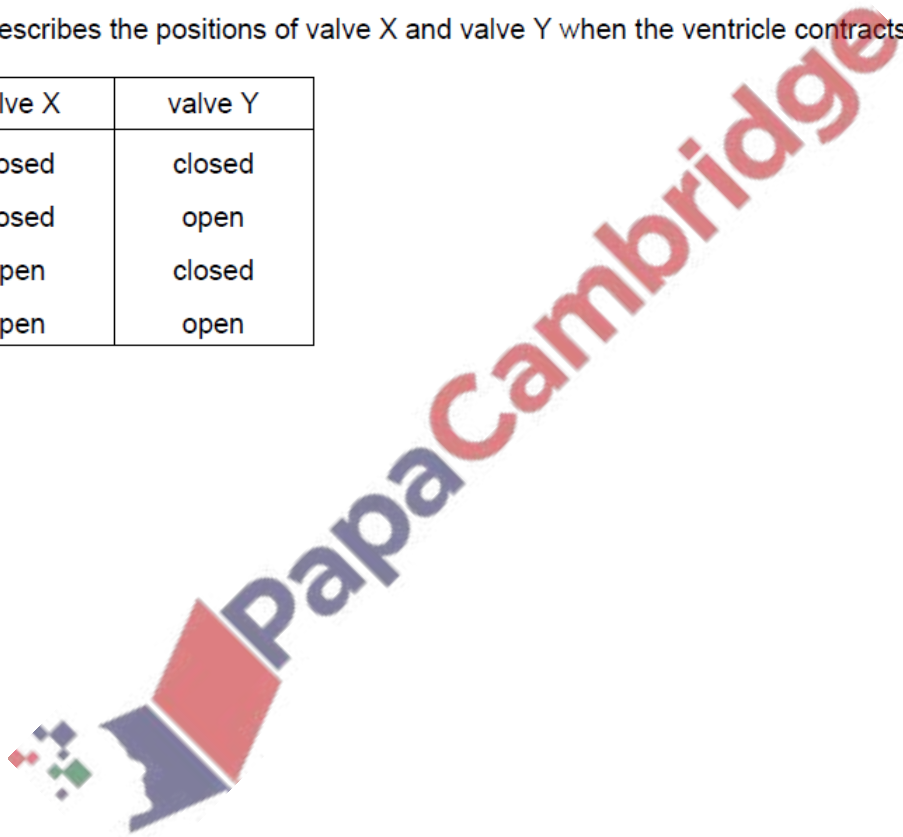 escribes the positions of valve X and valve Y when the ventricle contracts
lve X valve Y
osed closed
osed open
pen closed
pen open
PapaCambridge